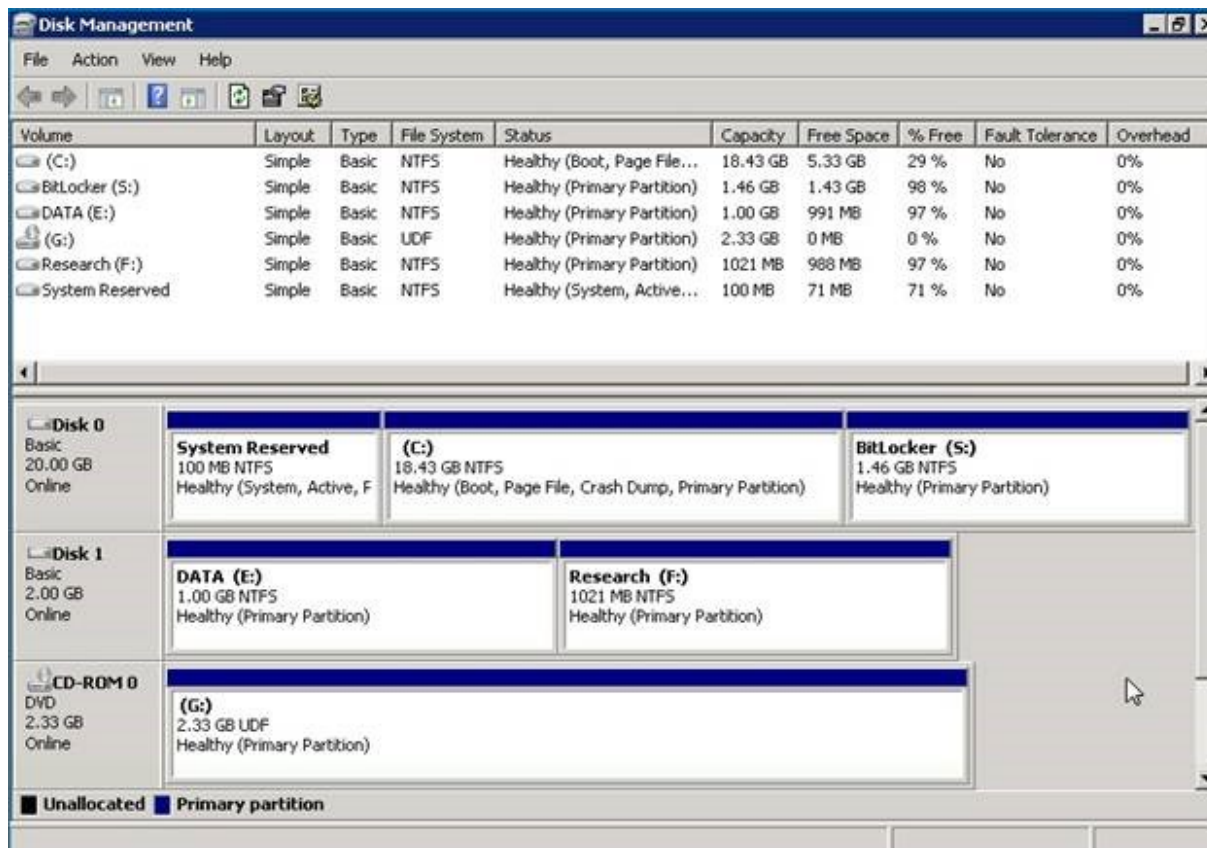 Disk Management
File Action View Help
Volume Layout Type File System Status Capacity Free Space % Free Fault Tolerance Overhead
(C:) Simple Basic NTFS Healthy (Boot, Page File... 18.43 GB 5.33 GB 29 % No 0%
BitLocker (S:) Simple Basic NTFS Healthy (Primary Partition) 1.46 GB 1.43 GB 98 % No 0%
DATA (E:) Simple Basic NTFS Healthy (Primary Partition) 1.00 GB 991 MB 97 % No 0%
(G:) Simple Basic UDF Healthy (Primary Partition) 2.33 GB 0 MB 0 % No 0%
Research (F:) Simple Basic NTFS Healthy (Primary Partition) 1021 MB 988 MB 97 % No 0%
System Reserved Simple Basic NTFS Healthy (System, Active... 100 MB 71 MB 71 % No 0%
Disk 0
Basic
20.00 GB
Online
System Reserved
100 MB NTFS
Healthy (System, Active, F
(C:)
18.43 GB NTFS
Healthy (Boot, Page File, Crash Dump, Primary Partition)
BitLocker (S:)
1.46 GB NTFS
Healthy (Primary Partition)
Disk 1
Basic
2.00 GB
Online
DATA (E:)
1.00 GB NTFS
Healthy (Primary Partition)
Research (F:)
1021 MB NTFS
Healthy (Primary Partition)
CD-ROM 0
DVD
2.33 GB
Online
(G:)
2.33 GB UDF
Healthy (Primary Partition)
Unallocated Primary partition